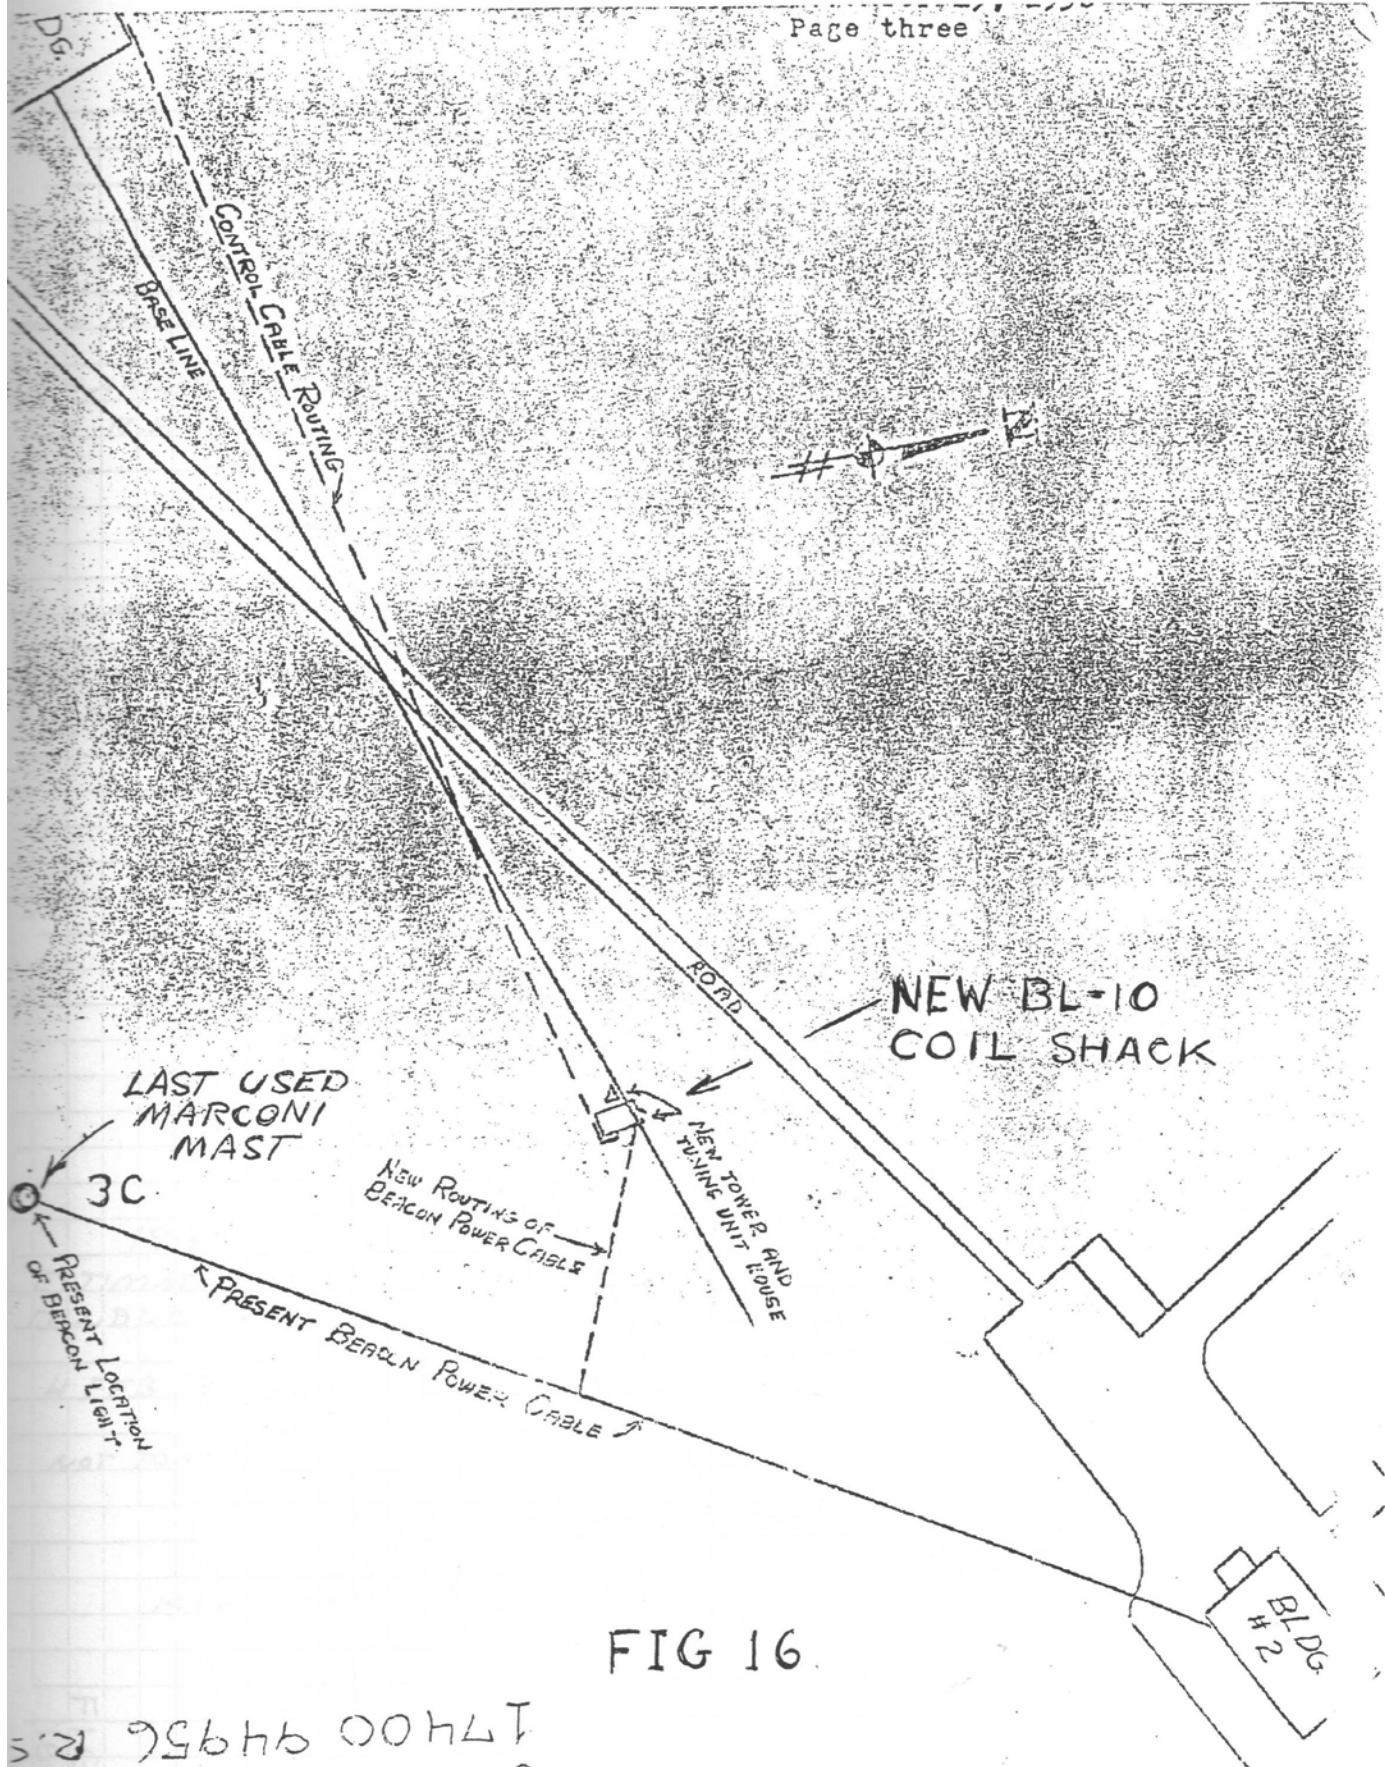 Page three
DG.
CONTROL CABLE ROUTING
BASE LINE
N
ROAD
NEW BL-10
COIL SHACK
LAST USED
MARCONI
MAST
3C
NEW ROUTING OF
BEACON POWER CABLE
NEW TOWER AND
TUNING UNIT HOUSE
PRESENT LOCATION
OF BEACON LIGHT.
PRESENT BEACON POWER CABLE
BLDG
#2
FIG 16.
17400 94956 R.S